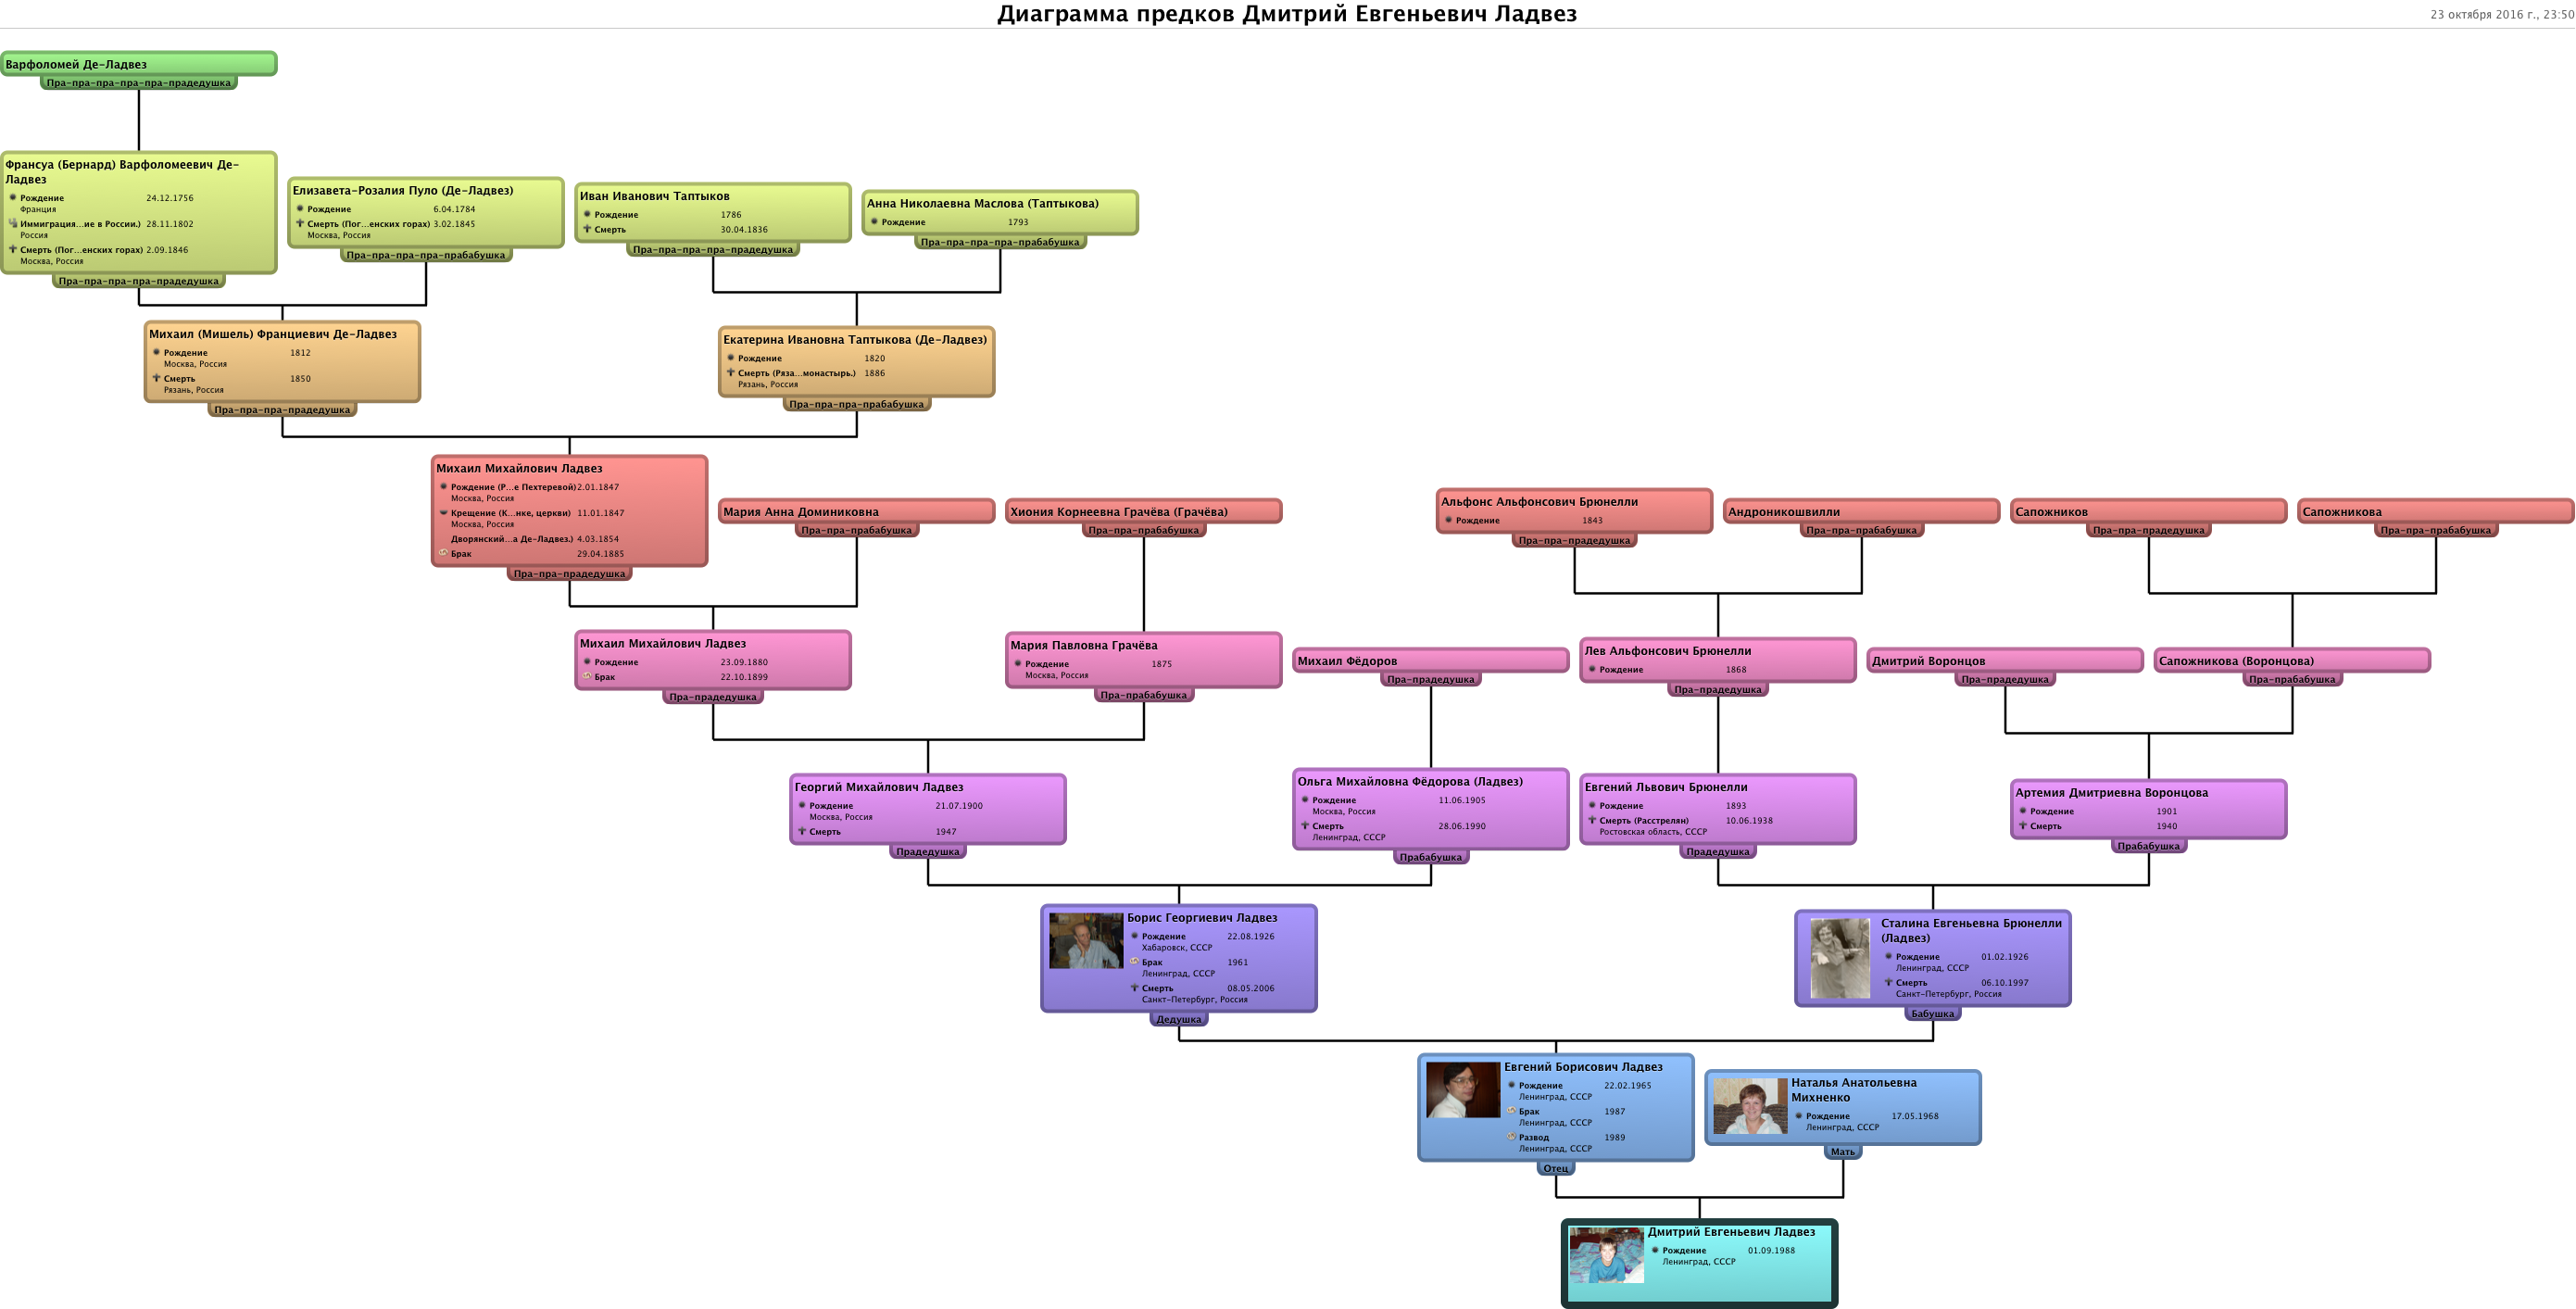 Диаграмма предков Дмитрий Евгеньевич Ладвез
23 октября 2016 г., 23:50
Варфоломей Де-Ладвез
Пра-пра-пра-пра-пра-прадедушка
Франсуа (Бернард) Варфоломеевич Де-
Ладвез
Рождение 24.12.1756
Франция
Иммиграция...ие в России.) 28.11.1802
Россия
Смерть (Пог...енских горах) 2.09.1846
Москва, Россия
Пра-пра-пра-пра-прадедушка
Елизавета-Розалия Пуло (Де-Ладвез)
Рождение 6.04.1784
Смерть (Пог...енских горах) 3.02.1845
Москва, Россия
Пра-пра-пра-пра-прабабушка
Иван Иванович Таптыков
Рождение 1786
Смерть 30.04.1836
Пра-пра-пра-пра-прадедушка
Анна Николаевна Маслова (Таптыкова)
Рождение 1793
Пра-пра-пра-пра-прабабушка
Михаил (Мишель) Франциевич Де-Ладвез
Рождение 1812
Москва, Россия
Смерть 1850
Рязань, Россия
Пра-пра-пра-прадедушка
Екатерина Ивановна Таптыкова (Де-Ладвез)
Рождение 1820
Смерть (Ряза...монастырь.) 1886
Рязань, Россия
Пра-пра-пра-прабабушка
Михаил Михайлович Ладвез
Рождение (Р...е Пехтеревой) 2.01.1847
Москва, Россия
Крещение (К...нке, церкви) 11.01.1847
Москва, Россия
Дворянский...а Де-Ладвез.) 4.03.1854
Брак 29.04.1885
Пра-пра-прадедушка
Мария Анна Доминиковна
Пра-пра-прабабушка
Хиония Корнеевна Грачёва (Грачёва)
Пра-пра-прабабушка
Альфонс Альфонсович Брюнелли
Рождение 1843
Пра-пра-прадедушка
Андроникошвилли
Пра-пра-прабабушка
Сапожников
Пра-пра-прадедушка
Сапожникова
Пра-пра-прабабушка
Михаил Михайлович Ладвез
Рождение 23.09.1880
Брак 22.10.1899
Пра-прадедушка
Мария Павловна Грачёва
Рождение 1875
Москва, Россия
Пра-прабабушка
Михаил Фёдоров
Пра-прадедушка
Лев Альфонсович Брюнелли
Рождение 1868
Пра-прадедушка
Дмитрий Воронцов
Пра-прадедушка
Сапожникова (Воронцова)
Пра-прабабушка
Георгий Михайлович Ладвез
Рождение 21.07.1900
Москва, Россия
Смерть 1947
Прадедушка
Ольга Михайловна Фёдорова (Ладвез)
Рождение 11.06.1905
Москва, Россия
Смерть 28.06.1990
Ленинград, СССР
Прабабушка
Евгений Львович Брюнелли
Рождение 1893
Смерть (Расстрелян) 10.06.1938
Ростовская область, СССР
Прадедушка
Артемия Дмитриевна Воронцова
Рождение 1901
Смерть 1940
Прабабушка
Борис Георгиевич Ладвез
Рождение 22.08.1926
Хабаровск, СССР
Брак 1961
Ленинград, СССР
Смерть 08.05.2006
Санкт-Петербург, Россия
Дедушка
Сталина Евгеньевна Брюнелли
(Ладвез)
Рождение 01.02.1926
Ленинград, СССР
Смерть 06.10.1997
Санкт-Петербург, Россия
Бабушка
Евгений Борисович Ладвез
Рождение 22.02.1965
Ленинград, СССР
Брак 1987
Ленинград, СССР
Развод 1989
Ленинград, СССР
Отец
Наталья Анатольевна
Михненко
Рождение 17.05.1968
Ленинград, СССР
Мать
Дмитрий Евгеньевич Ладвез
Рождение 01.09.1988
Ленинград, СССР